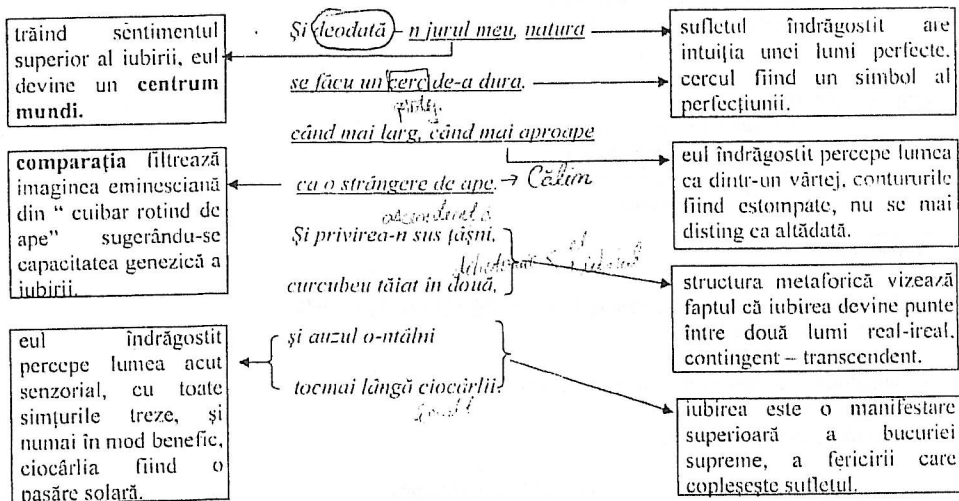 trăind sentimentul
superior al iubirii, eul
devine un centrum
mundi.
comparația filtrează
imaginea eminesciană
din “ cuibar rotind de
ape” sugerându-se
capacitatea genezică a
iubirii.
eul îndrăgostit
percepe lumea acut
senzorial, cu toate
simțurile treze, și
numai în mod benefic,
ciocârlia fiind o
pasăre solară.
Și deodată – n jurul meu, natura
se făcu un cerc de-a dura,
când mai larg, când mai aproape
ca o strângere de ape. → Călin
Și privirea-n sus țâșni,
curcubeu tăiat în două,
și auzul o-ntâlni
tocmai lângă ciocârlii.
sufletul îndrăgostit are
intuiția unei lumi perfecte,
cercul fiind un simbol al
perfecțiunii.
eul îndrăgostit percepe lumea
ca dintr-un vârtej, contururile
fiind estompate, nu se mai
disting ca altădată.
structura metaforică vizează
faptul că iubirea devine punte
între două lumi real-ireal,
contingent – transcendent.
iubirea este o manifestare
superioară a bucuriei
supreme, a fericirii care
copleșește sufletul.